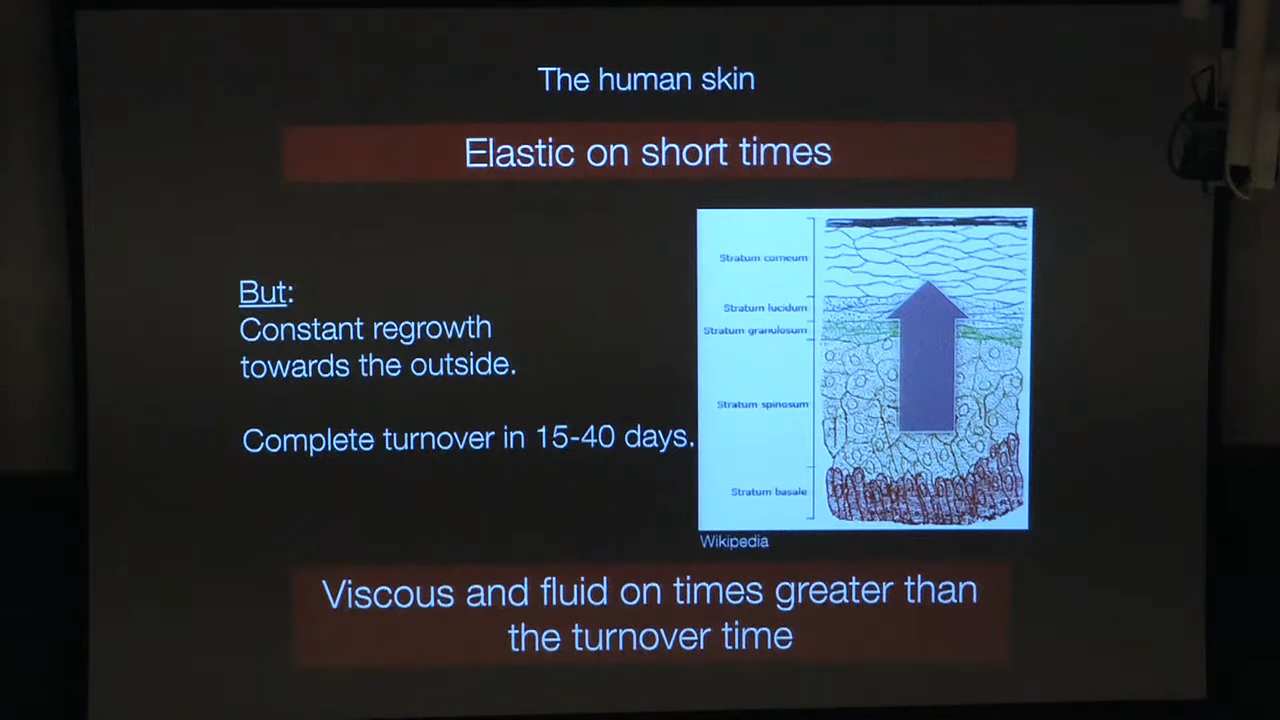 The human skin
Elastic on short times
But:
Constant regrowth
towards the outside.
Complete turnover in 15-40 days.
Stratum corneum
Stratum lucidum
Stratum granulosum
Stratum spinosum
Stratum basale
Wikipedia
Viscous and fluid on times greater than
the turnover time